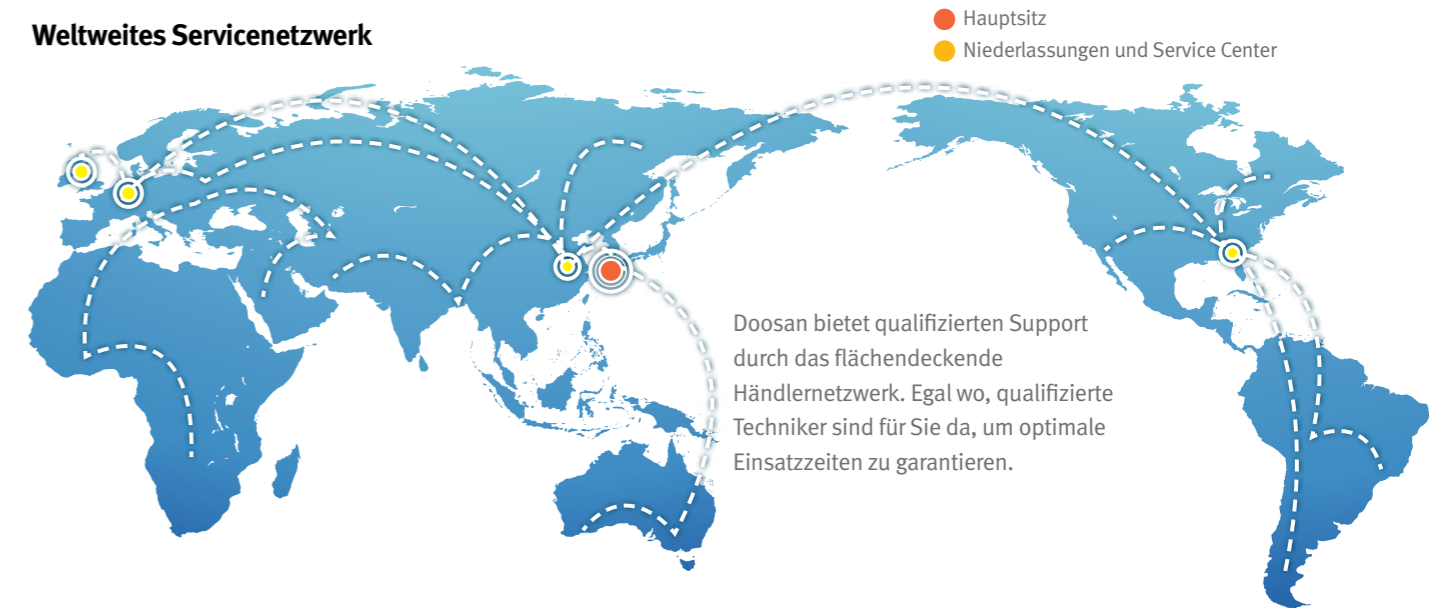 Weltweites Servicenetzwerk
Hauptsitz
Niederlassungen und Service Center
Doosan bietet qualifizierten Support
durch das flächendeckende
Händlernetzwerk. Egal wo, qualifizierte
Techniker sind für Sie da, um optimale
Einsatzzeiten zu garantieren.